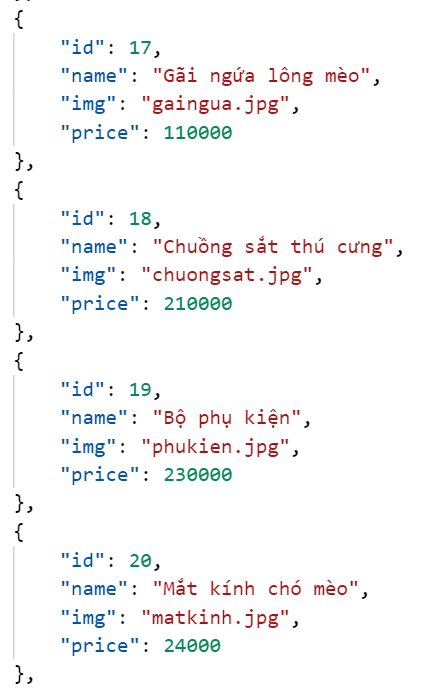 {
"id": 17,
"name": "Gãi ngứa lông mèo",
"img": "gaingua.jpg",
"price": 110000
},
{
"id": 18,
"name": "Chuồng sắt thú cưng",
"img": "chuongsat.jpg",
"price": 210000
},
{
"id": 19,
"name": "Bộ phụ kiện",
"img": "phukien.jpg",
"price": 230000
},
{
"id": 20,
"name": "Mắt kính chó mèo",
"img": "matkinh.jpg",
"price": 24000
},